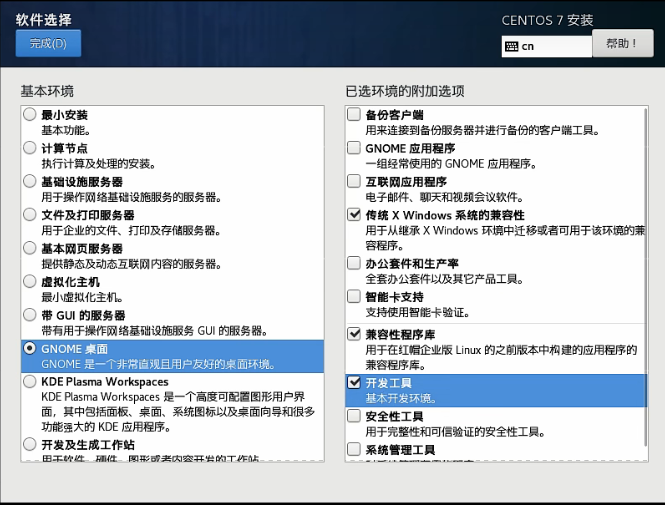 软件选择
CENTOS 7 安装
完成(D)
cn
帮助！
基本环境
最小安装
基本功能。
计算节点
执行计算及处理的安装。
基础设施服务器
用于操作网络基础设施服务的服务器。
文件及打印服务器
用于企业的文件、打印及存储服务器。
基本网页服务器
提供静态及动态互联网内容的服务器。
虚拟化主机
最小虚拟化主机。
带 GUI 的服务器
带有用于操作网络基础设施服务 GUI 的服务器。
GNOME 桌面
GNOME 是一个非常直观且用户友好的桌面环境。
KDE Plasma Workspaces
KDE Plasma Workspaces 是一个高度可配置图形用户界
面，其中包括面板、桌面、系统图标以及桌面向导和很多
功能强大的 KDE 应用程序。
开发及生成工作站
用于软件、硬件、图形或者内容开发的工作站
已选环境的附加选项
备份客户端
用来连接到备份服务器并进行备份的客户端工具。
GNOME 应用程序
一组经常使用的 GNOME 应用程序。
互联网应用程序
电子邮件、聊天和视频会议软件。
传统 X Windows 系统的兼容性
用于从继承 X Windows 环境中迁移或者可用于该环境的兼
容程序。
办公套件和生产率
全套办公套件以及其它产品工具。
智能卡支持
支持使用智能卡验证。
兼容性程序库
用于在红帽企业版 Linux 的之前版本中构建的应用程序的
兼容程序库。
开发工具
基本开发环境。
安全性工具
用于完整性和可信验证的安全性工具。
系统管理工具